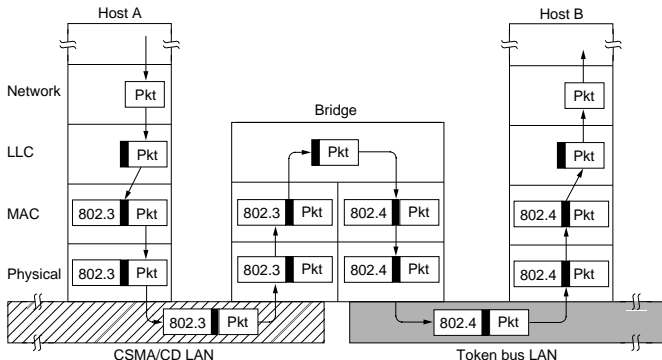 Host A
Host B
Bridge
Network
Pkt
Pkt
Pkt
LLC
Pkt
Pkt
MAC
802.3 Pkt
802.3 Pkt
802.4 Pkt
802.4 Pkt
Physical
802.3 Pkt
802.3 Pkt
802.4 Pkt
802.4 Pkt
802.3 Pkt
802.4 Pkt
CSMA/CD LAN
Token bus LAN